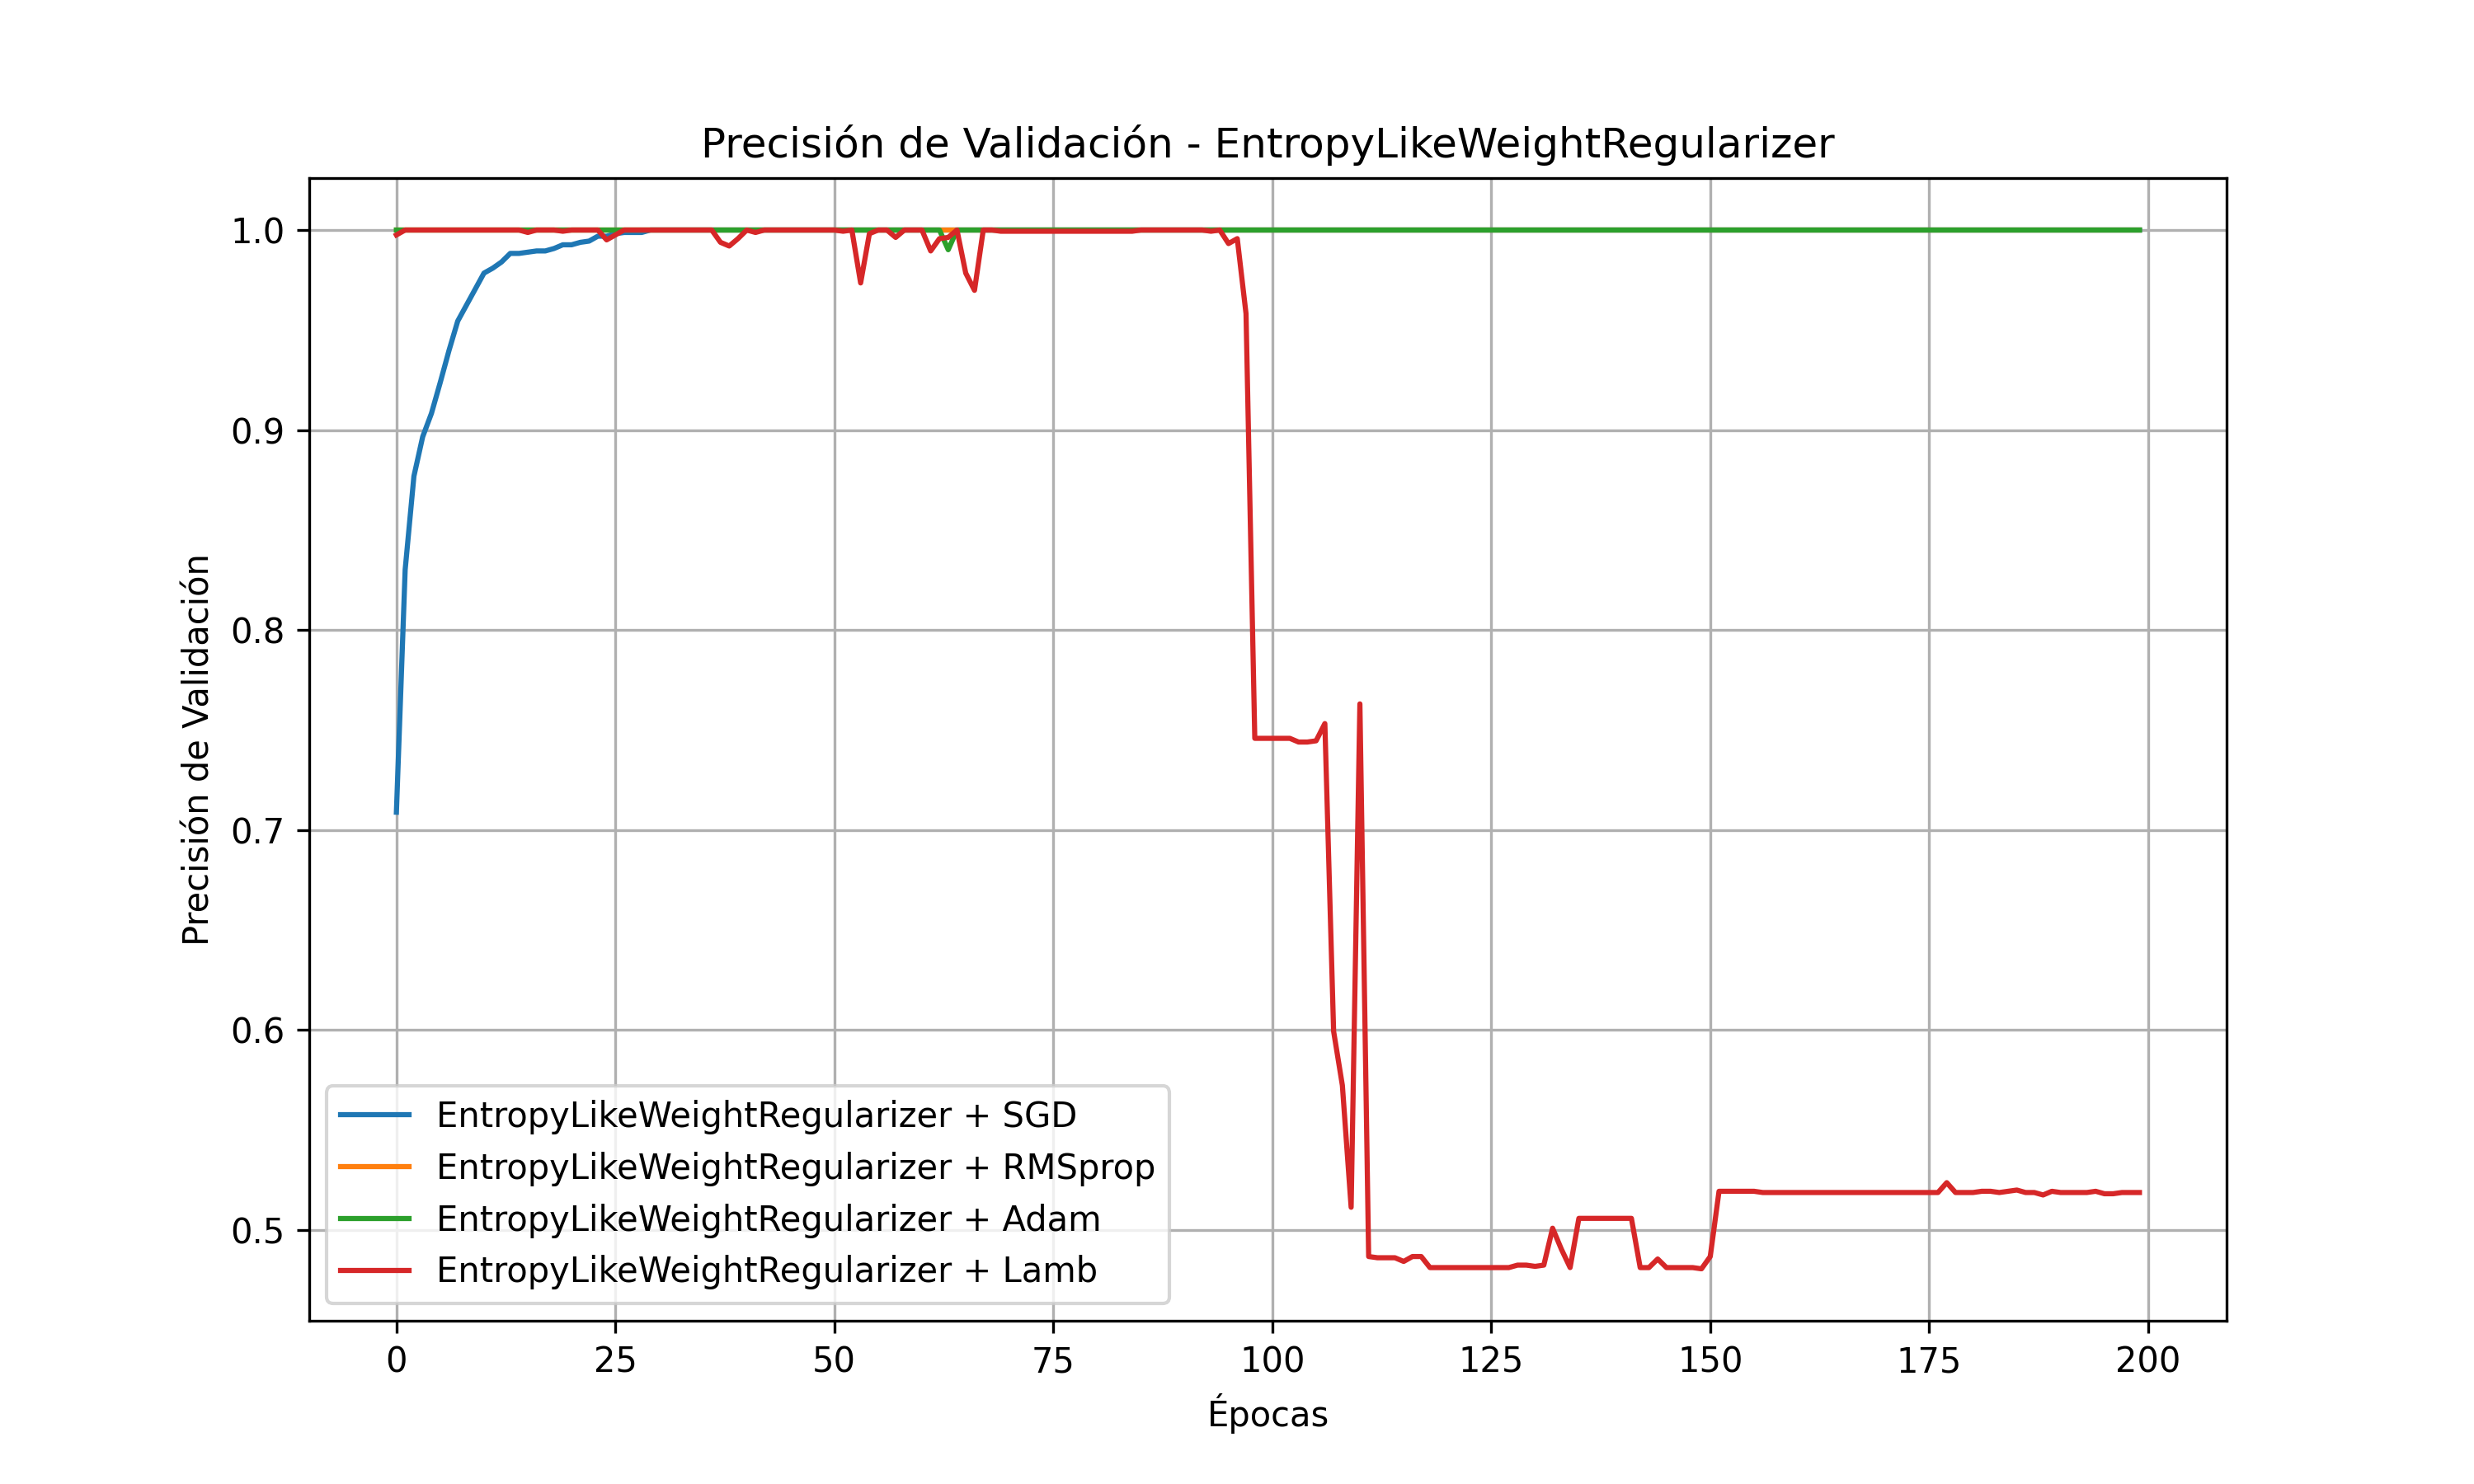 Precisión de Validación - EntropyLikeWeightRegularizer
Precisión de Validación
1.0
0.9
0.8
0.7
0.6
0.5
EntropyLikeWeightRegularizer + SGD
EntropyLikeWeightRegularizer + RMSprop
EntropyLikeWeightRegularizer + Adam
EntropyLikeWeightRegularizer + Lamb
0 25 50 75 100 125 150 175 200
Épocas